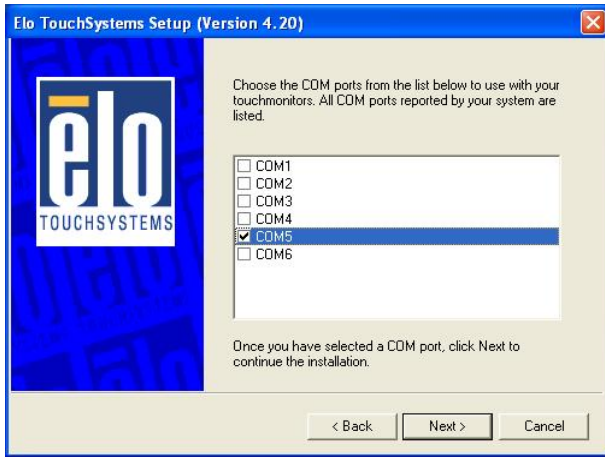 Elo TouchSystems Setup (Version 4.20)
elo
TOUCHSYSTEMS
Choose the COM ports from the list below to use with your
touchmonitors. All COM ports reported by your system are
listed.
COM1
COM2
COM3
COM4
COM5
COM6
Once you have selected a COM port, click Next to
continue the installation.
< Back
Next >
Cancel